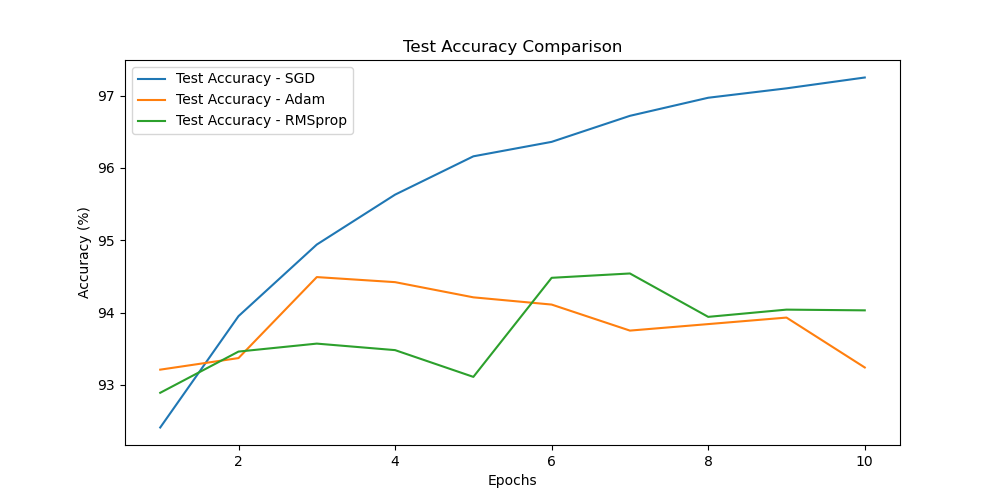 Test Accuracy Comparison
Test Accuracy - SGD
Test Accuracy - Adam
Test Accuracy - RMSprop
Accuracy (%)
97
96
95
94
93
2 4 6 8 10
Epochs